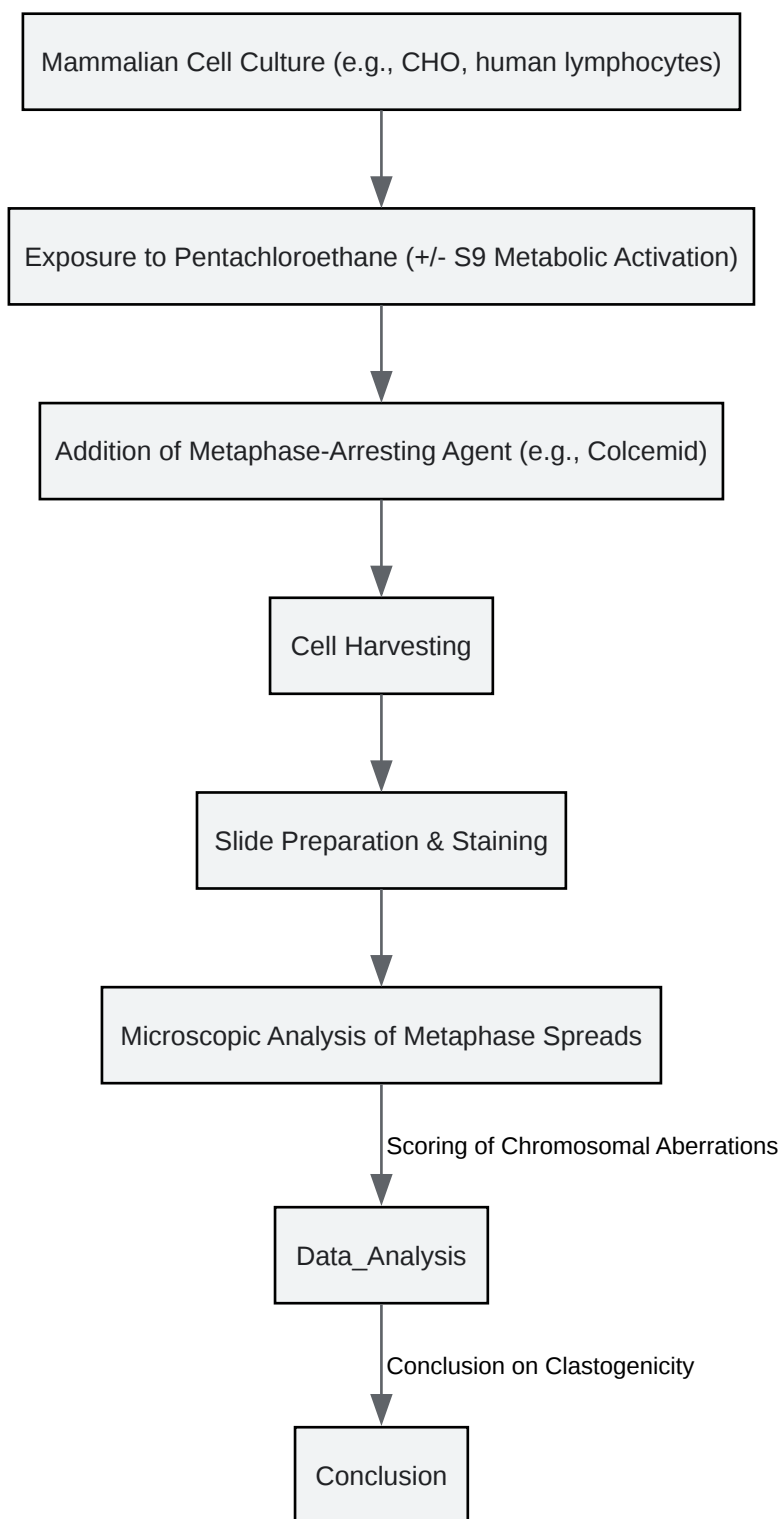 Mammalian Cell Culture (e.g., CHO, human lymphocytes)
Exposure to Pentachloroethane (+/- S9 Metabolic Activation)
Addition of Metaphase-Arresting Agent (e.g., Colcemid)
Cell Harvesting
Slide Preparation & Staining
Microscopic Analysis of Metaphase Spreads
Scoring of Chromosomal Aberrations
Data_Analysis
Conclusion on Clastogenicity
Conclusion